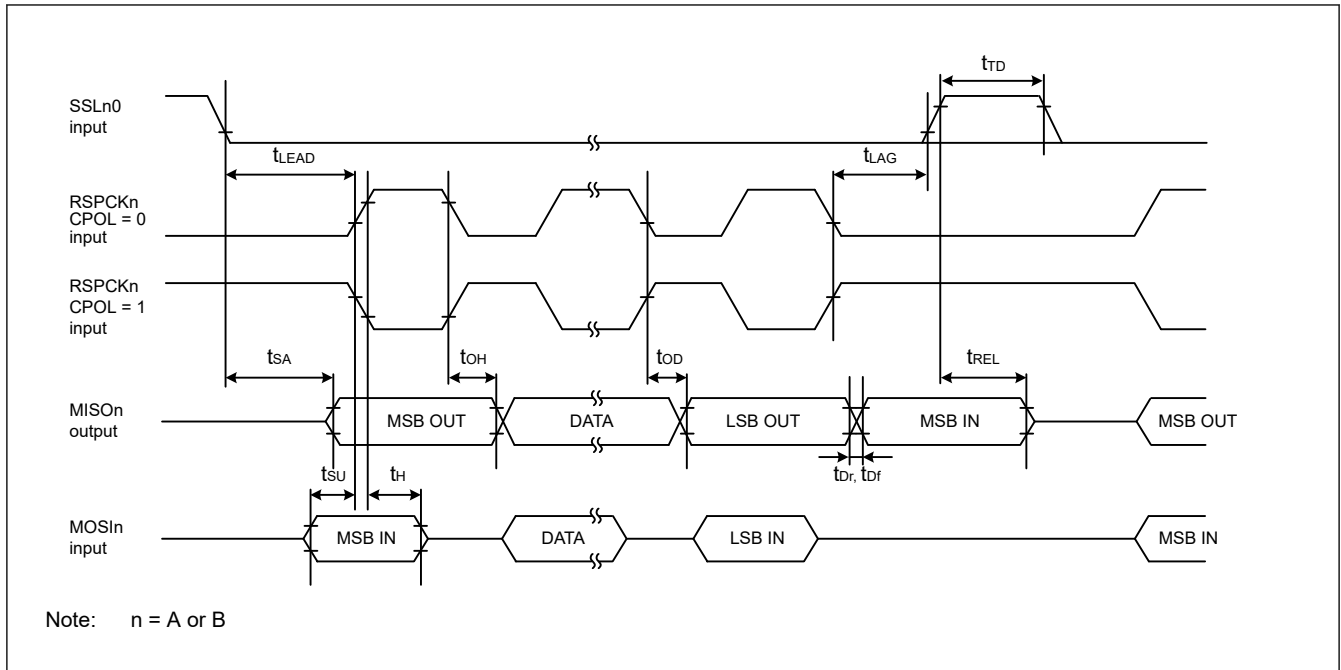 tTD
SSLn0
input
tLEAD
tLAG
RSPCKn
CPOL = 0
input
RSPCKn
CPOL = 1
input
tSA
tOH
tOD
tREL
MISOn
output
MSB OUT
DATA
LSB OUT
MSB IN
MSB OUT
tSU
tH
tDr, tDf
MOSIn
input
MSB IN
DATA
LSB IN
MSB IN
Note: n = A or B